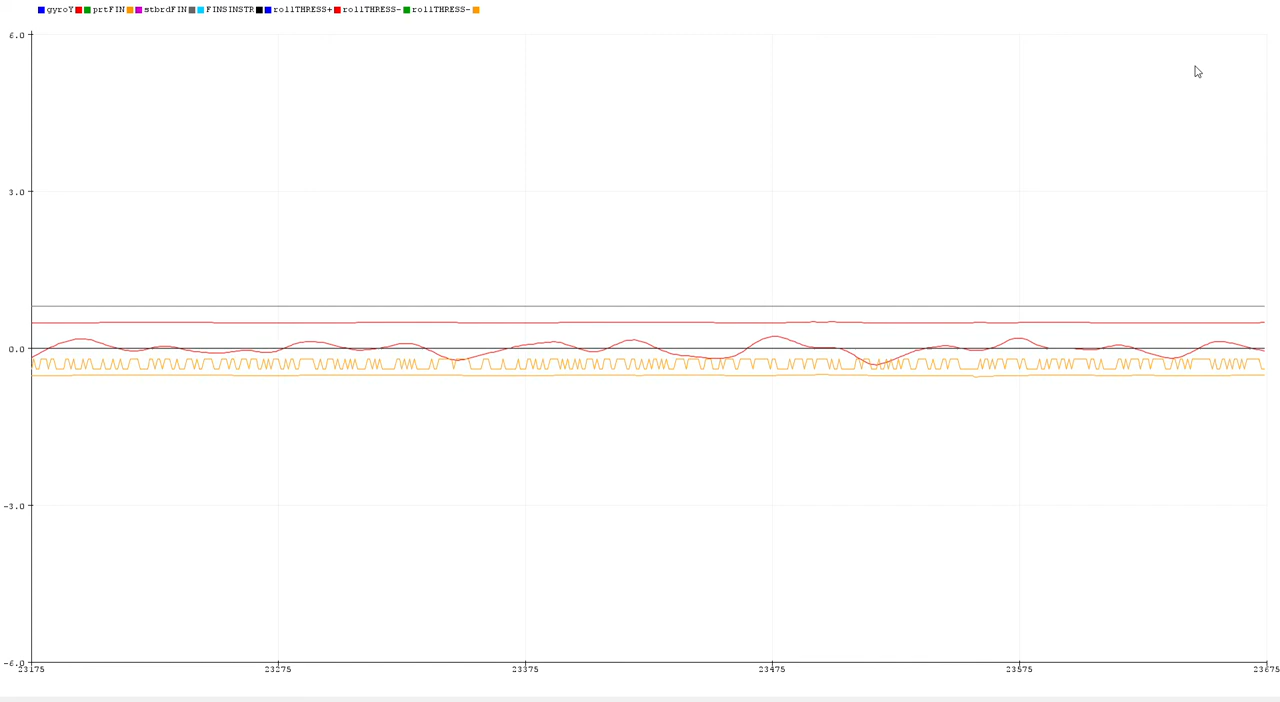 gyroY prtFIN stbrdFIN FINSINSTR rollTHRESS+ rollTHRESS- rollTHRESS-
6.0
3.0
0.0
-3.0
-6.0
23175 23275 23375 23475 23575 23675